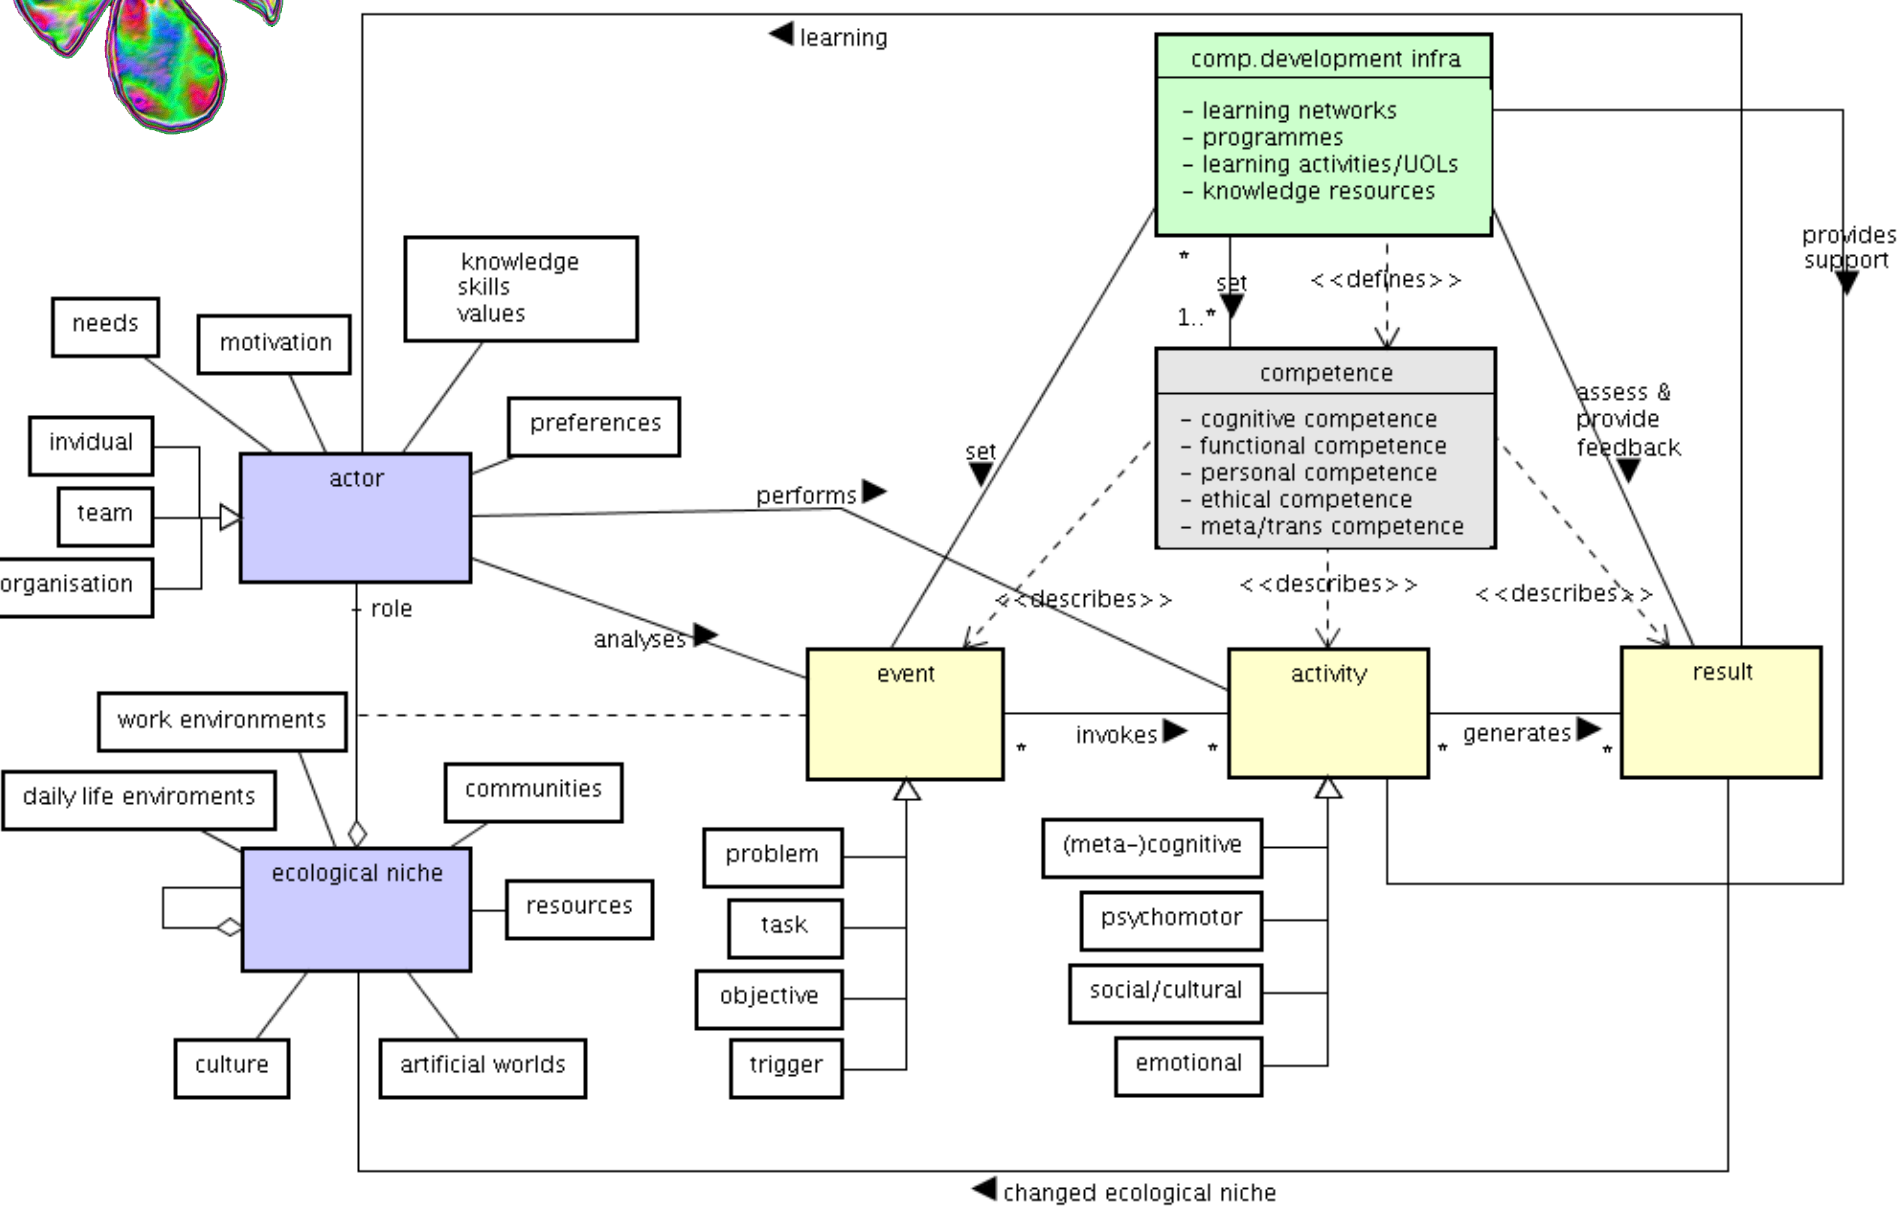 learning
comp.development infra
- learning networks
- programmes
- learning activities/UOLs
- knowledge resources
provides
support
*
set
1..*
<<defines>>
knowledge
skills
values
needs
motivation
preferences
invidual
team
organisation
actor
role
performs
analyses
set
competence
- cognitive competence
- functional competence
- personal competence
- ethical competence
- meta/trans competence
assess &
provide
feedback
<<describes>>
<<describes>>
<<describes>>
event
activity
result
invokes
*
*
generates
*
*
work environments
daily life enviroments
communities
ecological niche
resources
culture
artificial worlds
problem
task
objective
trigger
(meta-)cognitive
psychomotor
social/cultural
emotional
changed ecological niche